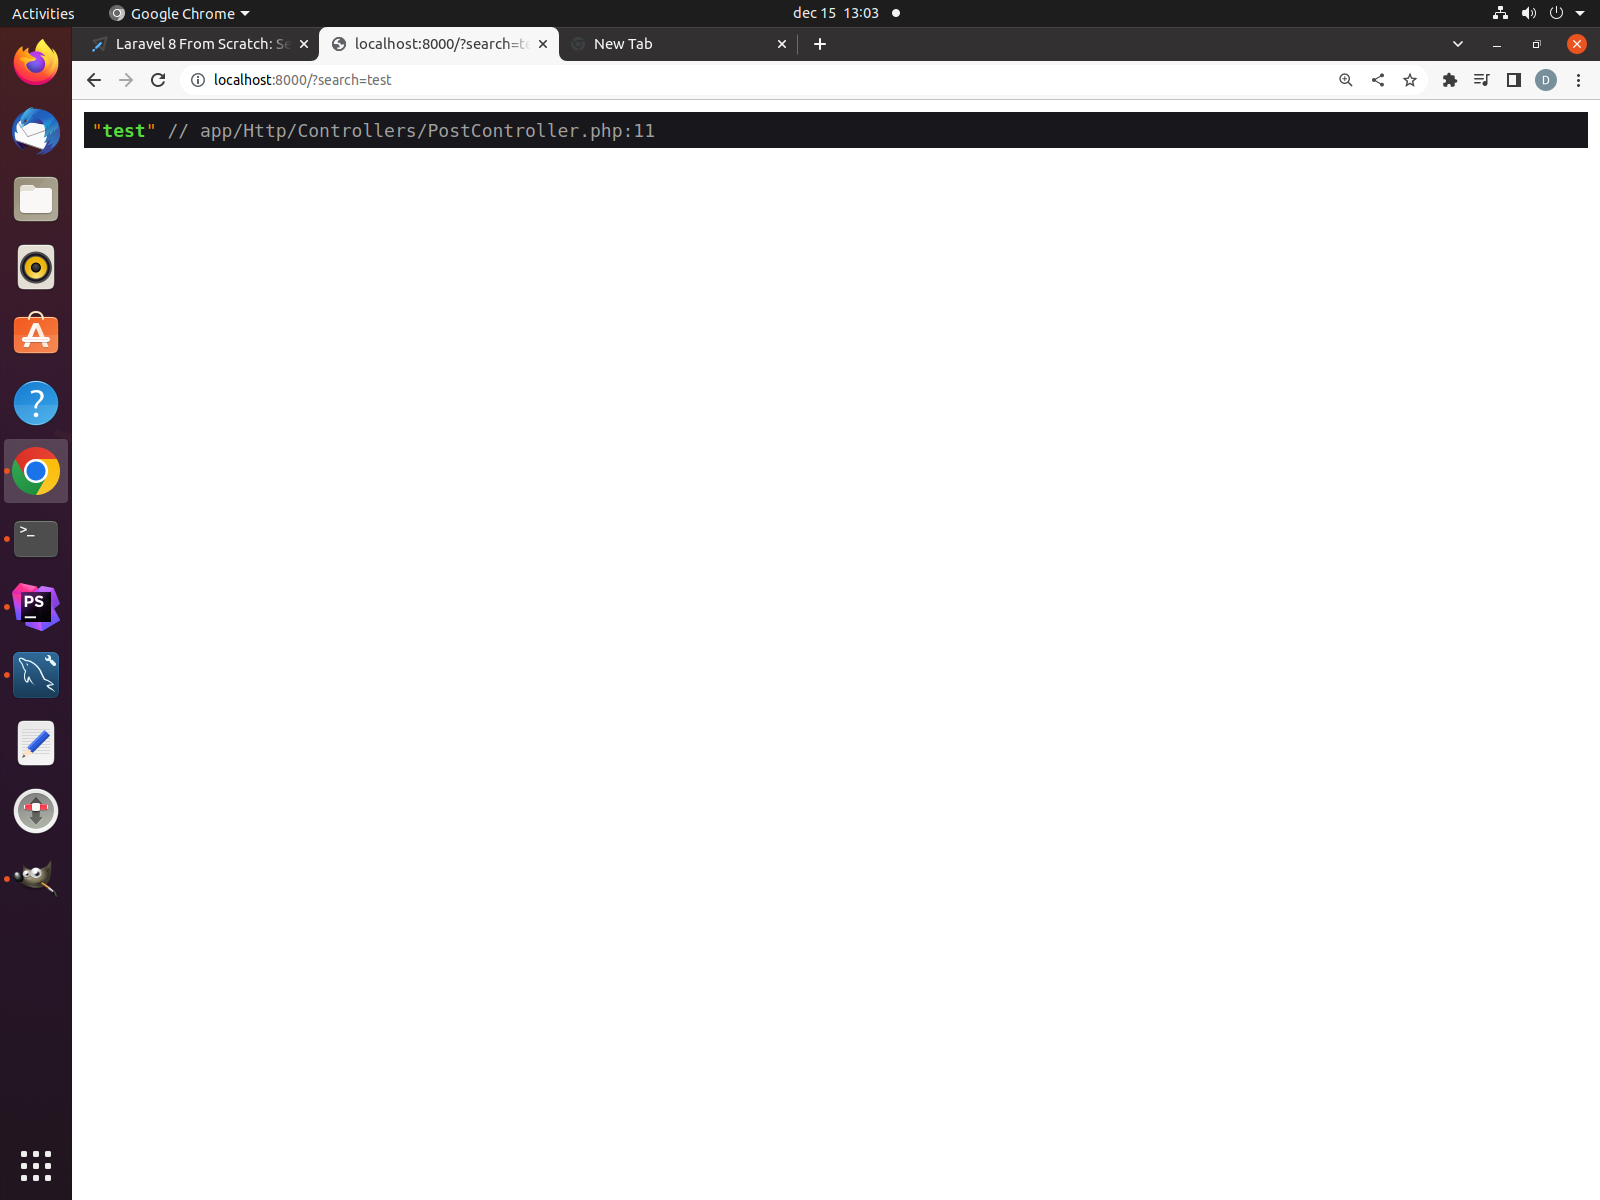 Activities
Google Chrome
dec 15 13:03
Laravel 8 From Scratch: Se
localhost:8000/?search=te
New Tab
localhost:8000/?search=test
D
"test" // app/Http/Controllers/PostController.php:11
?
>_
PS